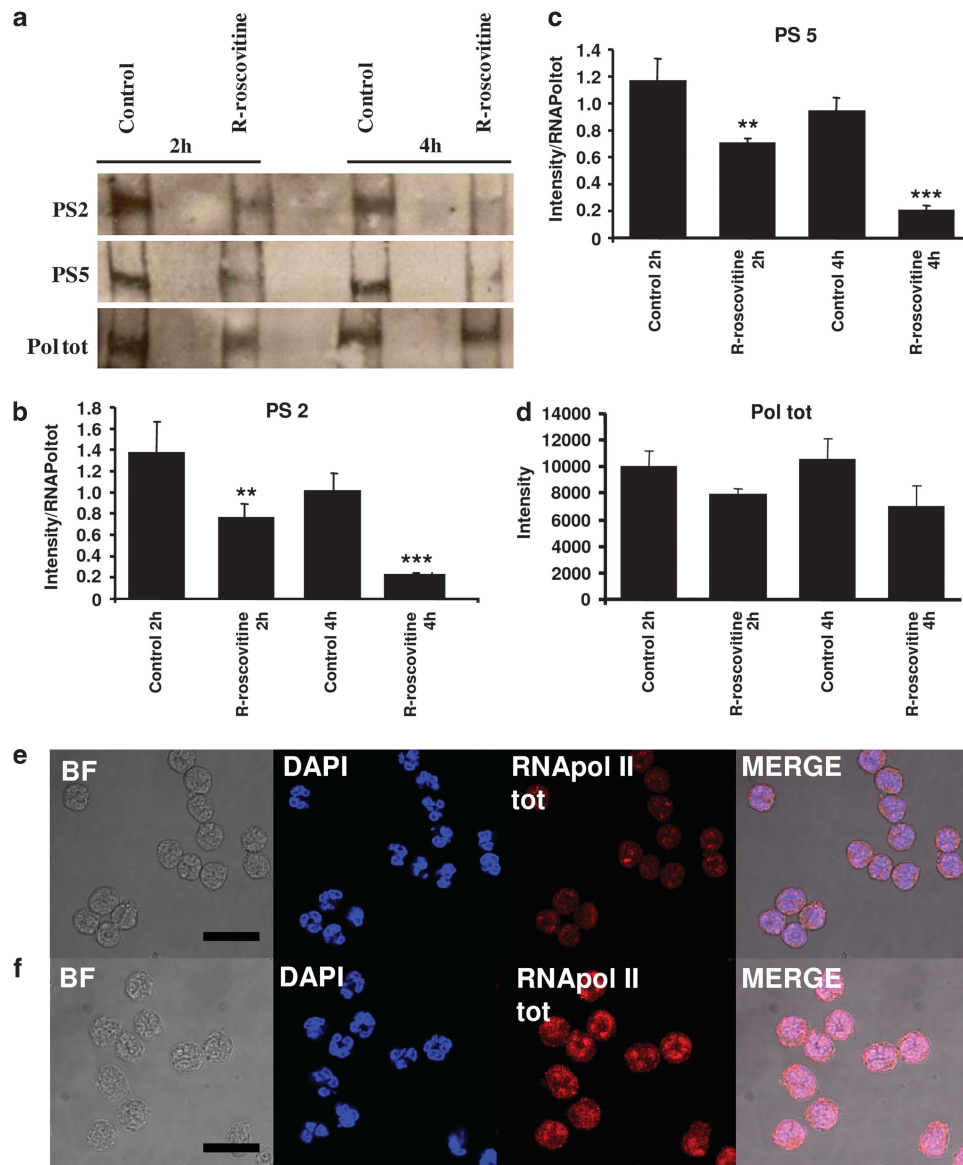 a
Control
R-roscovitine
Control
R-roscovitine
2h
4h
PS2
PS5
Pol tot
b
PS 2
Intensity/RNAPoltot
1.8
1.6
1.4
1.2
1.0
0.8
0.6
0.4
0.2
0
**
***
Control 2h
R-roscovitine
2h
Control 4h
R-roscovitine
4h
c
PS 5
Intensity/RNAPoltot
1.4
1.2
1.0
0.8
0.6
0.4
0.2
0
**
***
Control 2h
R-roscovitine
2h
Control 4h
R-roscovitine
4h
d
Pol tot
Intensity
14000
12000
10000
8000
6000
4000
2000
0
Control 2h
R-roscovitine
2h
Control 4h
R-roscovitine
4h
e
BF
DAPI
RNApol II
tot
MERGE
f
BF
DAPI
RNApol II
tot
MERGE